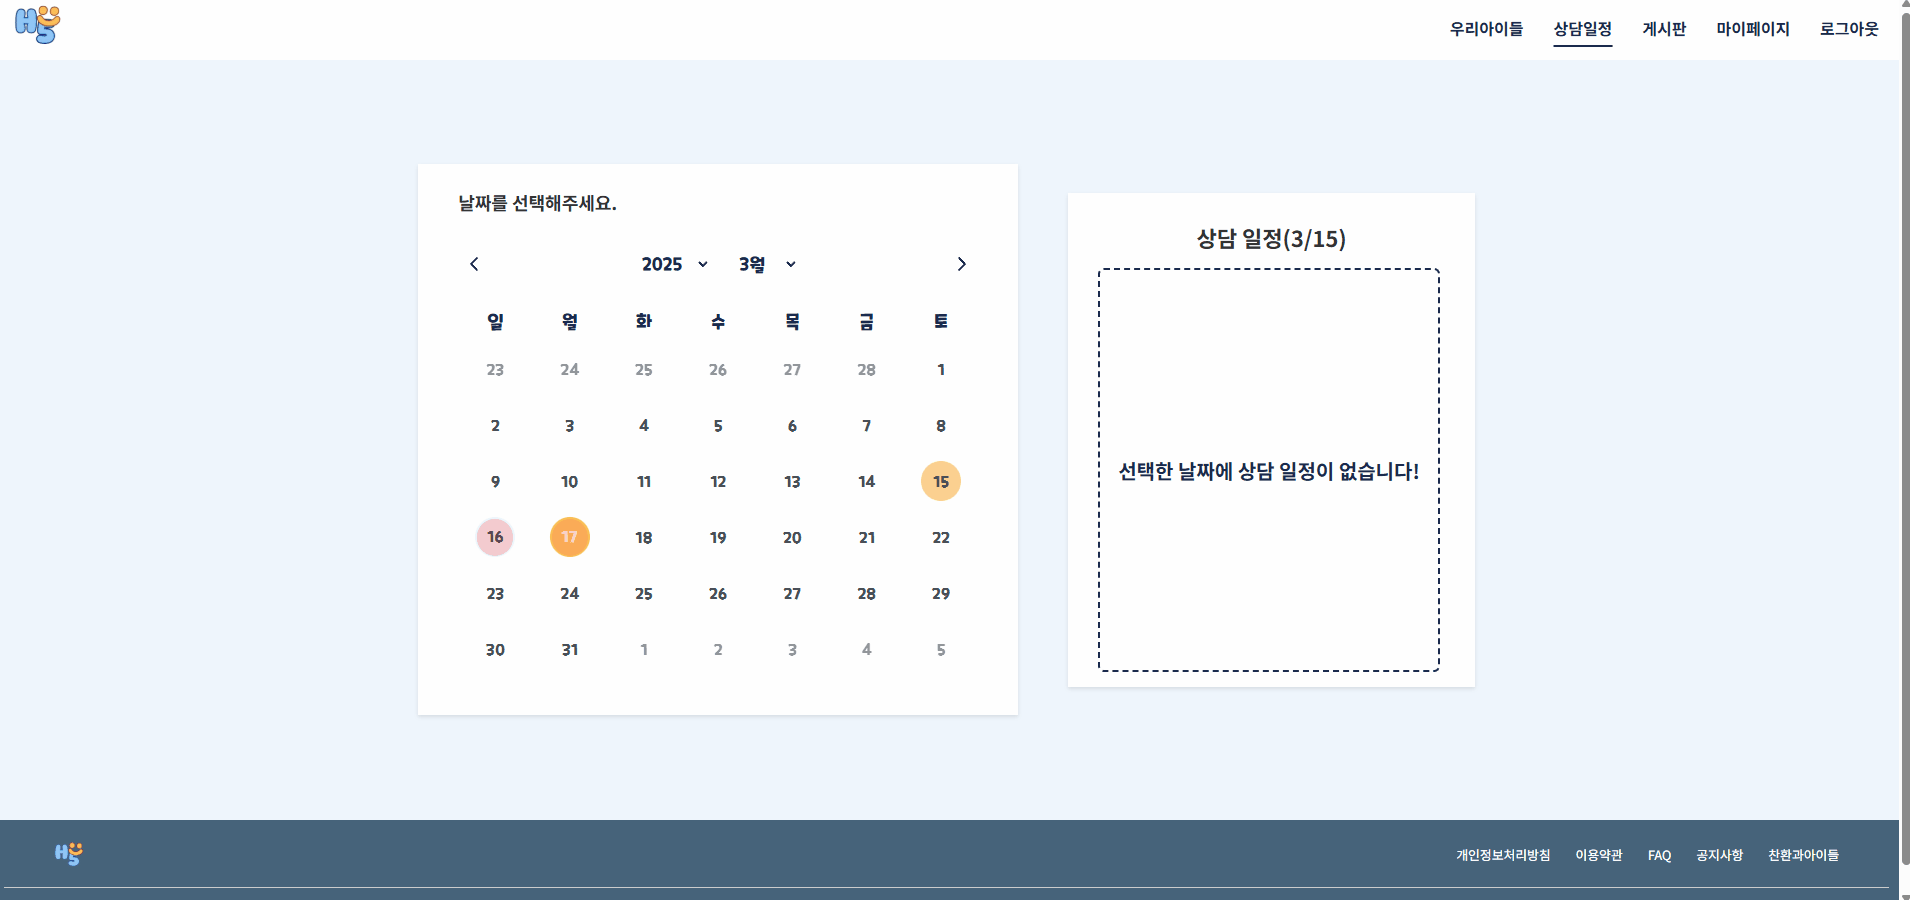 H5
우리아이들 상담일정 게시판 마이페이지 로그아웃
날짜를 선택해주세요.
2025 3월
일 월 화 수 목 금 토
23 24 25 26 27 28 1
2 3 4 5 6 7 8
9 10 11 12 13 14 15
16 17 18 19 20 21 22
23 24 25 26 27 28 29
30 31 1 2 3 4 5
상담 일정(3/15)
선택한 날짜에 상담 일정이 없습니다!
H5
개인정보처리방침 이용약관 FAQ 공지사항 찬환과아이들